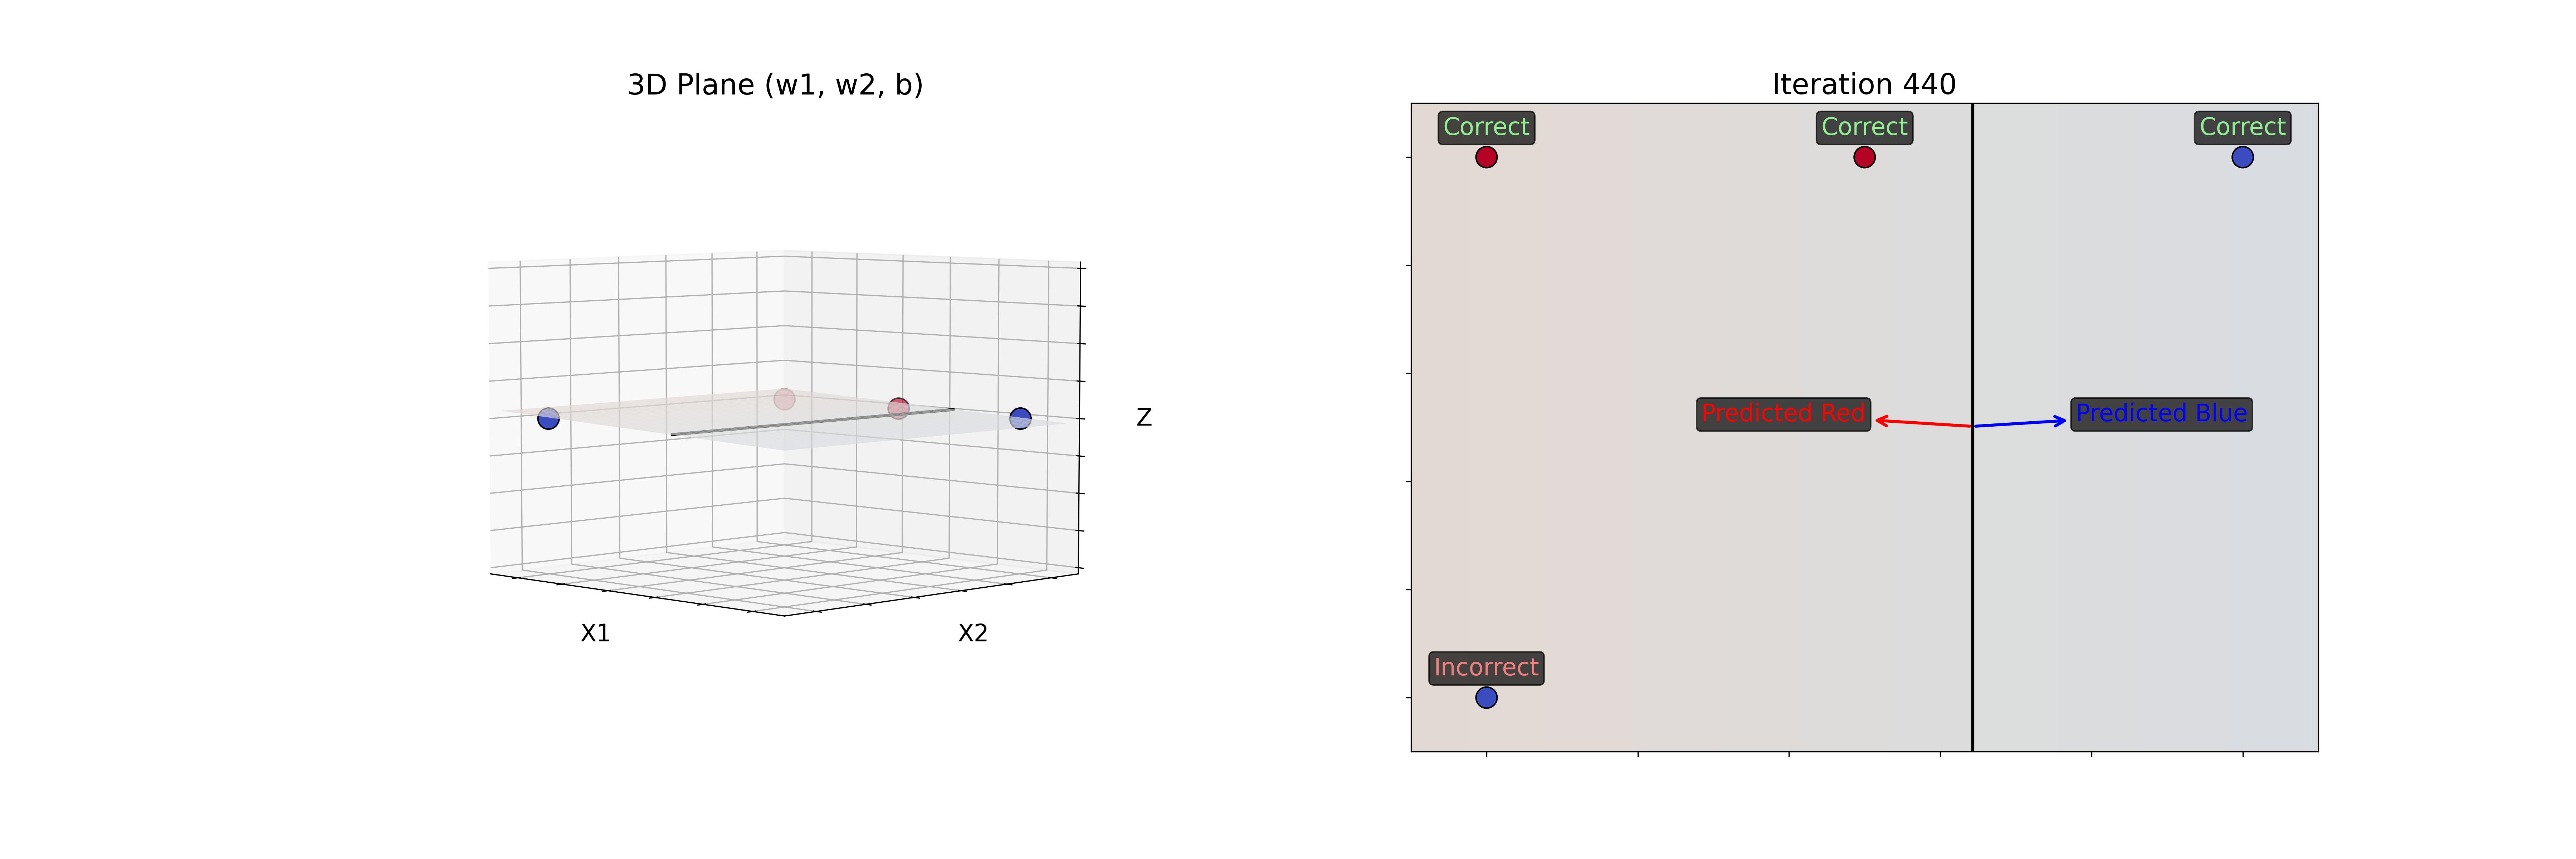 3D Plane (w1, w2, b)
Z
X1
X2
Iteration 440
Correct
Correct
Correct
Predicted Red
Predicted Blue
Incorrect